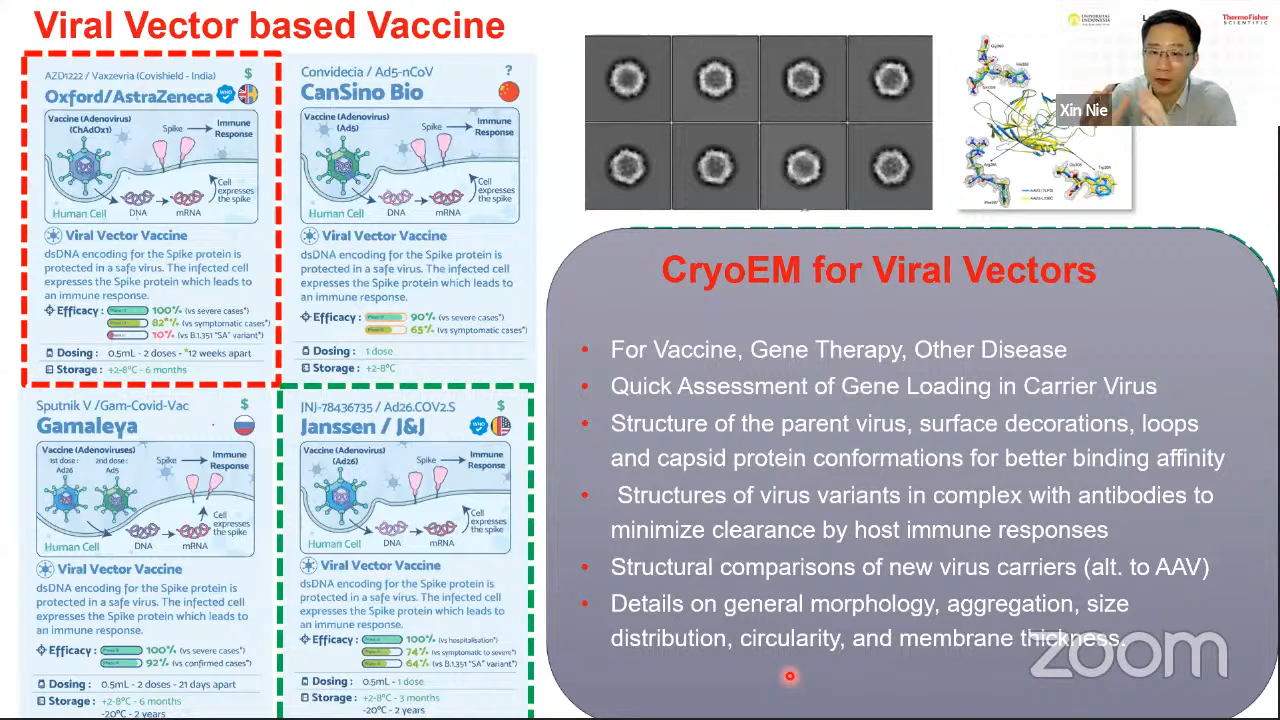 Viral Vector based Vaccine
AZD1222 / Vaxzevria (Covishield - India)
$
Oxford/AstraZeneca
WHO
Vaccine (Adenovirus)
(ChAdOx1)
Spike
Immune
Response
Cell
expresses
the spike
Human Cell
DNA
mRNA
Viral Vector Vaccine
dsDNA encoding for the Spike protein is
protected in a safe virus. The infected cell
expresses the Spike protein which leads to
an immune response.
Efficacy :
100% (vs severe cases*)
82*% (vs symptomatic cases*)
10% (vs B.1.351 "SA" variant*)
Dosing : 0.5mL - 2 doses - *12 weeks apart
Storage : +2-8°C - 6 months
Convidecia / Ad5-nCoV
?
CanSino Bio
Vaccine (Adenovirus)
(Ad5)
Spike
Immune
Response
Cell
expresses
the spike
Human Cell
DNA
mRNA
Viral Vector Vaccine
dsDNA encoding for the Spike protein is
protected in a safe virus. The infected cell
expresses the Spike protein which leads to
an immune response.
Efficacy :
90% (vs severe cases*)
65% (vs symptomatic cases*)
Dosing : 1 dose
Storage : +2-8°C
Sputnik V /Gam-Covid-Vac
$
Gamaleya
Vaccine (Adenoviruses)
1st dose :
Ad26
2nd dose :
Ad5
Spike
Immune
Response
Cell
expresses
the spike
Human Cell
DNA
mRNA
Viral Vector Vaccine
dsDNA encoding for the Spike protein is
protected in a safe virus. The infected cell
expresses the Spike protein which leads to
an immune response.
Efficacy :
100% (vs severe cases*)
92% (vs confirmed cases*)
Dosing : 0.5mL - 2 doses - 21 days apart
Storage : +2-8°C - 6 months
-20°C - 2 years
JNJ-78436735 / Ad26.COV2.S
$
Janssen / J&J
WHO
Vaccine (Adenovirus)
(Ad26)
Spike
Immune
Response
Cell
expresses
the spike
Human Cell
DNA
mRNA
Viral Vector Vaccine
dsDNA encoding for the Spike protein is
protected in a safe virus. The infected cell
expresses the Spike protein which leads to
an immune response.
Efficacy :
100% (vs hospitalisation*)
74% (vs symptomatic to severe*)
64% (vs B.1.351 "SA" variant*)
Dosing : 0.5mL - 1 dose
Storage : +2-8°C - 3 months
-20°C - 2 years
UNIVERSITAS
INDONESIA
ThermoFisher
SCIENTIFIC
Xin Nie
CryoEM for Viral Vectors
• For Vaccine, Gene Therapy, Other Disease
• Quick Assessment of Gene Loading in Carrier Virus
• Structure of the parent virus, surface decorations, loops
and capsid protein conformations for better binding affinity
• Structures of virus variants in complex with antibodies to
minimize clearance by host immune responses
• Structural comparisons of new virus carriers (alt. to AAV)
• Details on general morphology, aggregation, size
distribution, circularity, and membrane thickness
zoom